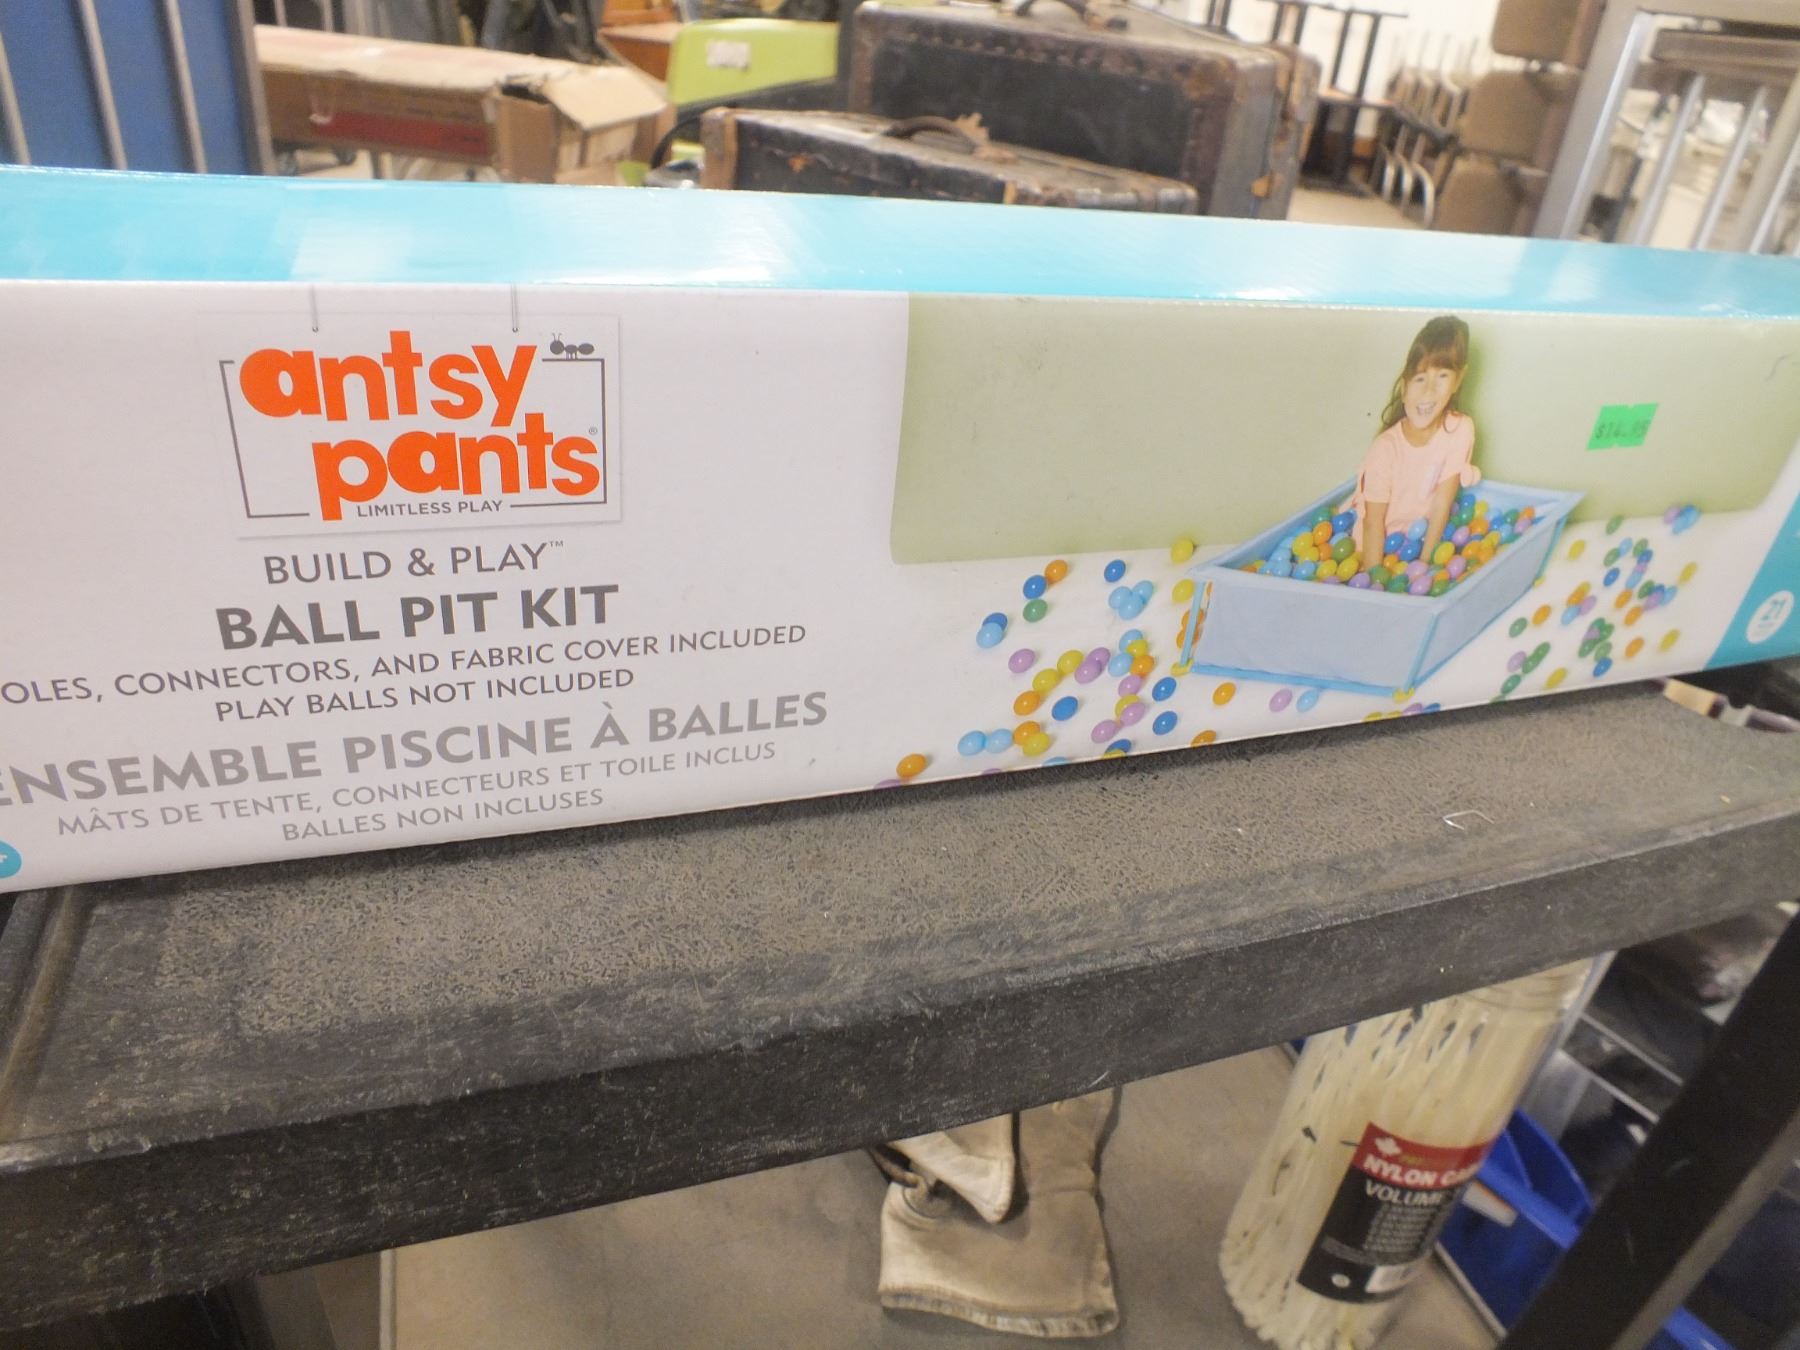 antsy
pants®
LIMITLESS PLAY
BUILD & PLAY™
BALL PIT KIT
OLES, CONNECTORS, AND FABRIC COVER INCLUDED
PLAY BALLS NOT INCLUDED
ENSEMBLE PISCINE À BALLES
MÂTS DE TENTE, CONNECTEURS ET TOILE INCLUS
BALLES NON INCLUSES
21
NYLON
VOLUME